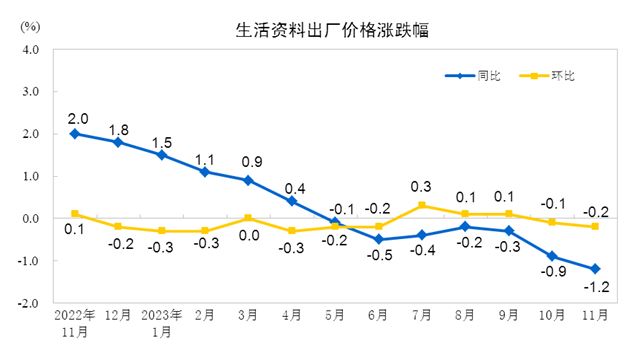 生活资料出厂价格涨跌幅
(%)
4.0
3.0
2.0
1.0
0.0
-1.0
-2.0
同比
环比
2.0
1.8
1.5
1.1
0.9
0.4
-0.1
-0.5
-0.4
-0.2
-0.3
-0.9
-1.2
0.1
-0.2
-0.3
-0.3
0.0
-0.3
-0.2
-0.2
0.3
0.1
0.1
-0.1
-0.2
2022年
11月
12月
2023年
1月
2月
3月
4月
5月
6月
7月
8月
9月
10月
11月